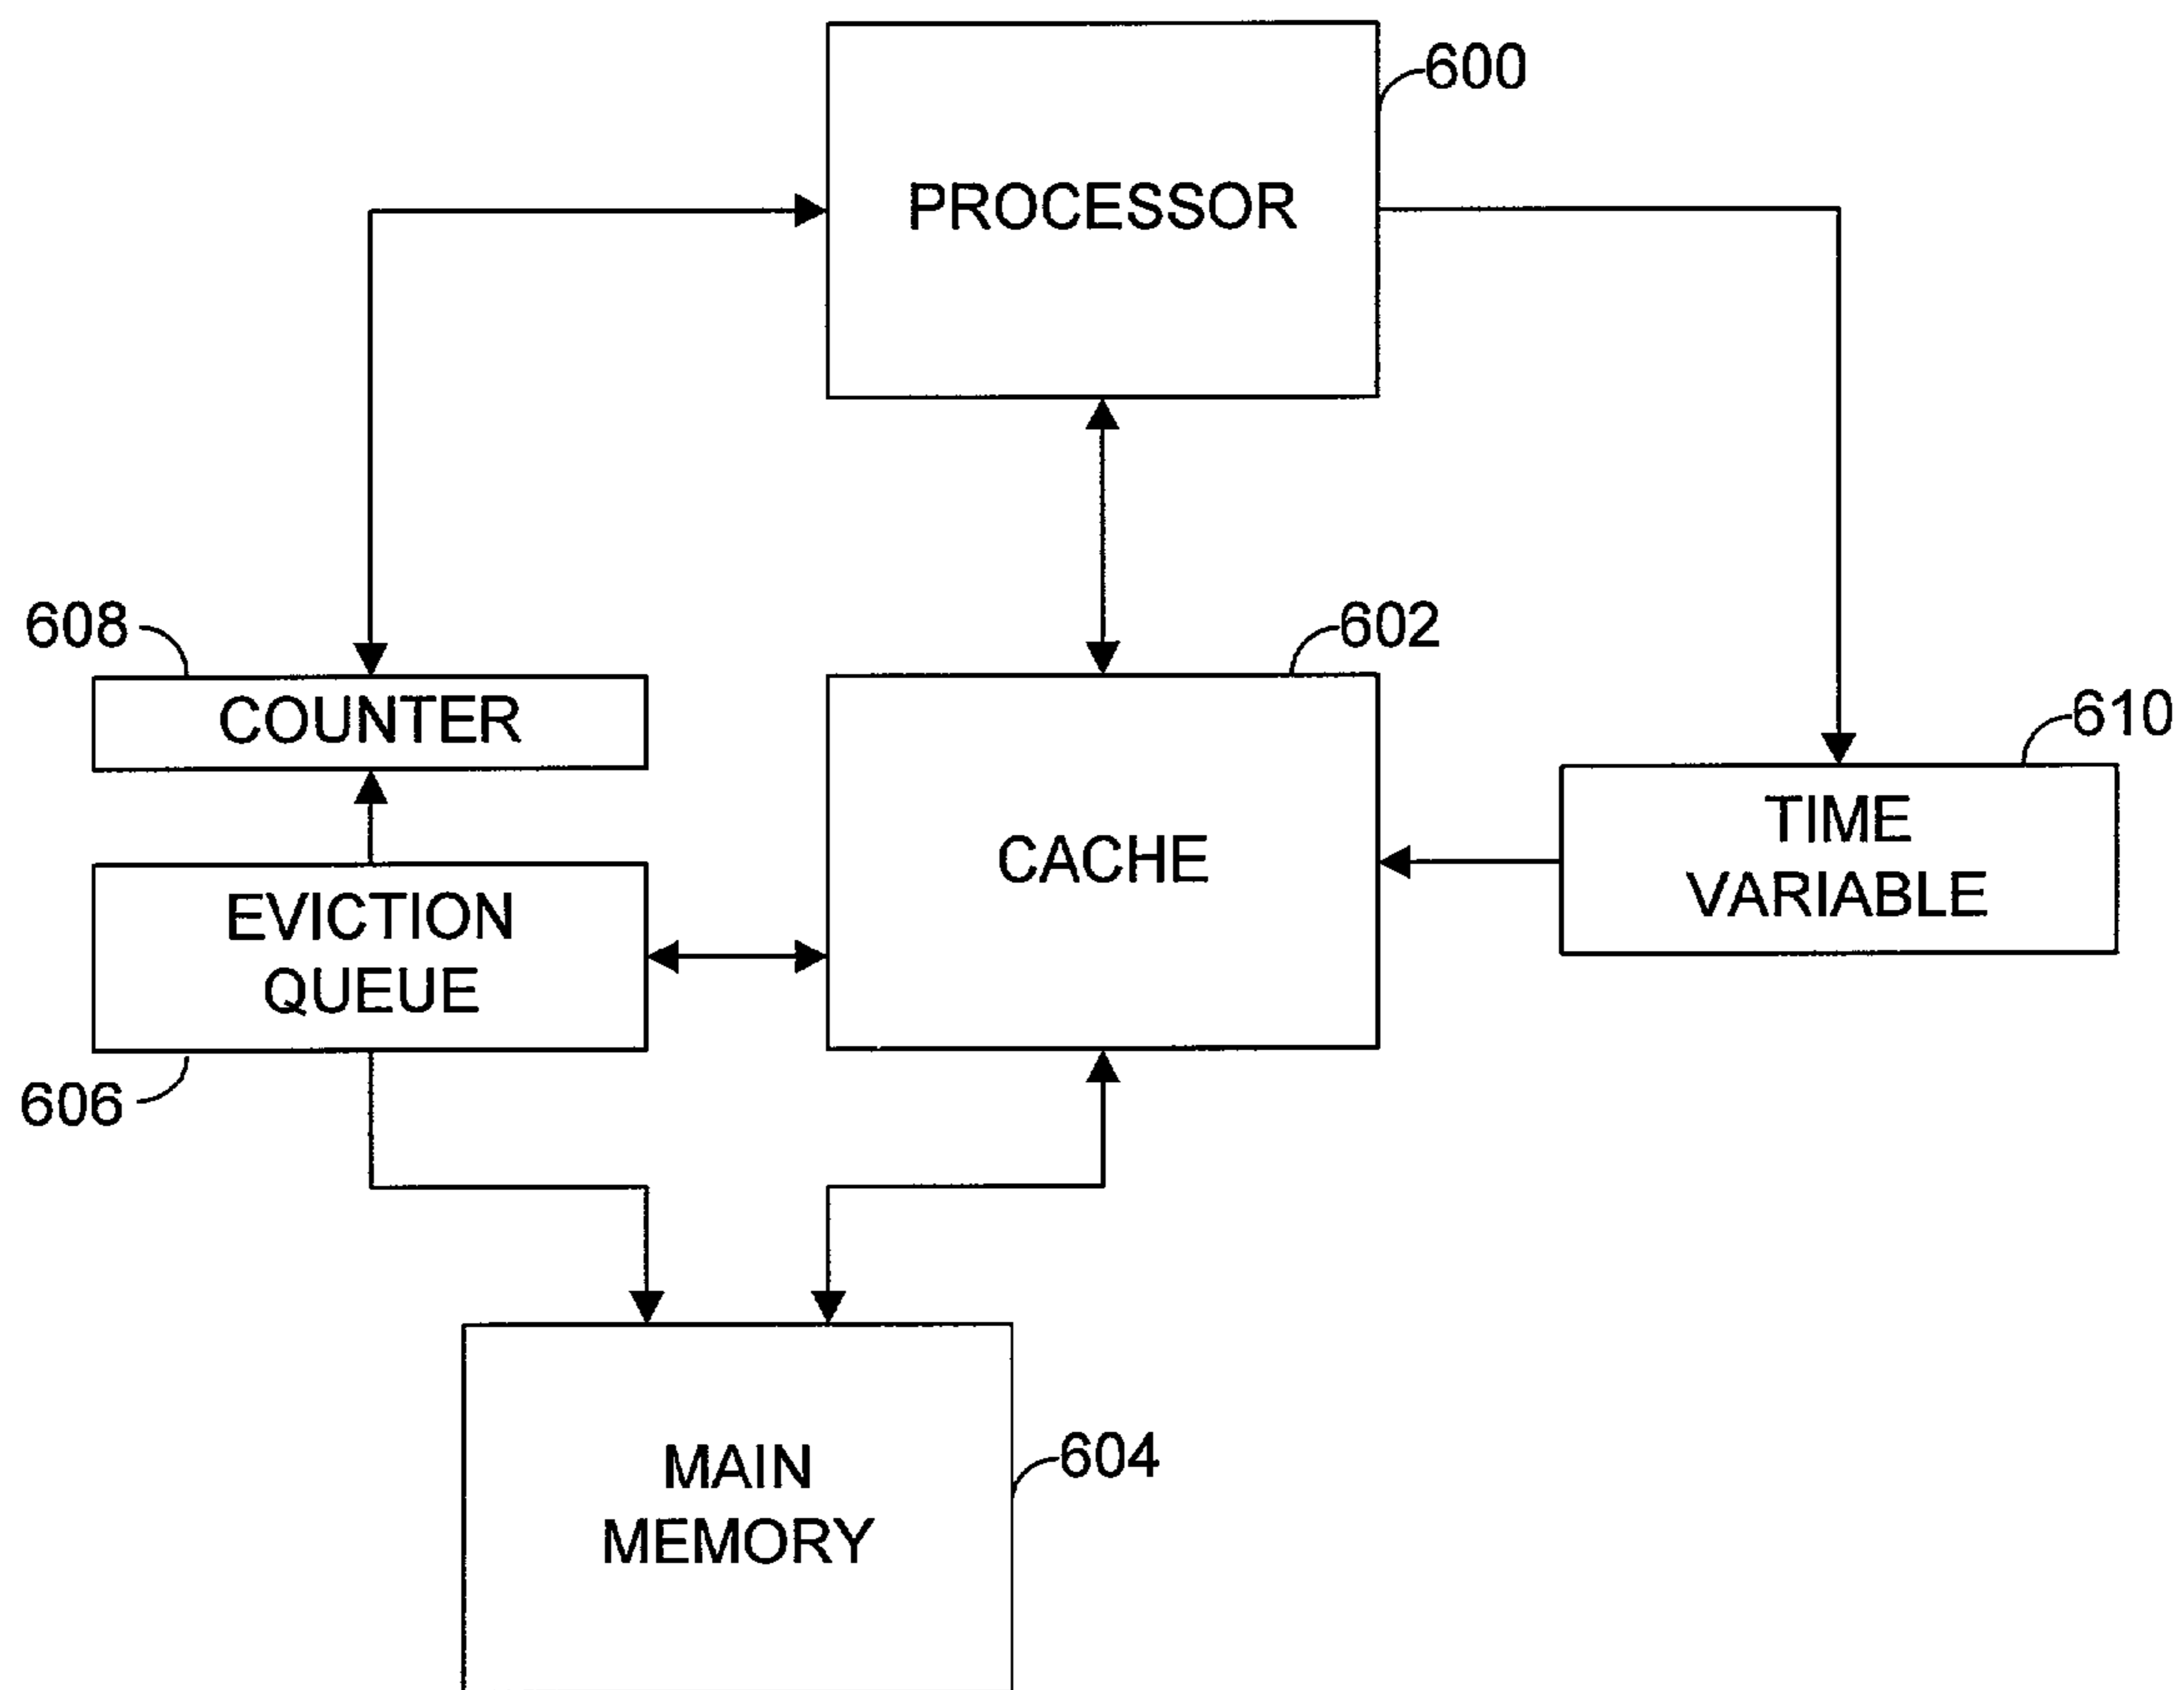 600
PROCESSOR
608
602
610
COUNTER
TIME
VARIABLE
CACHE
EVICTION
QUEUE
606
604
MAIN
MEMORY